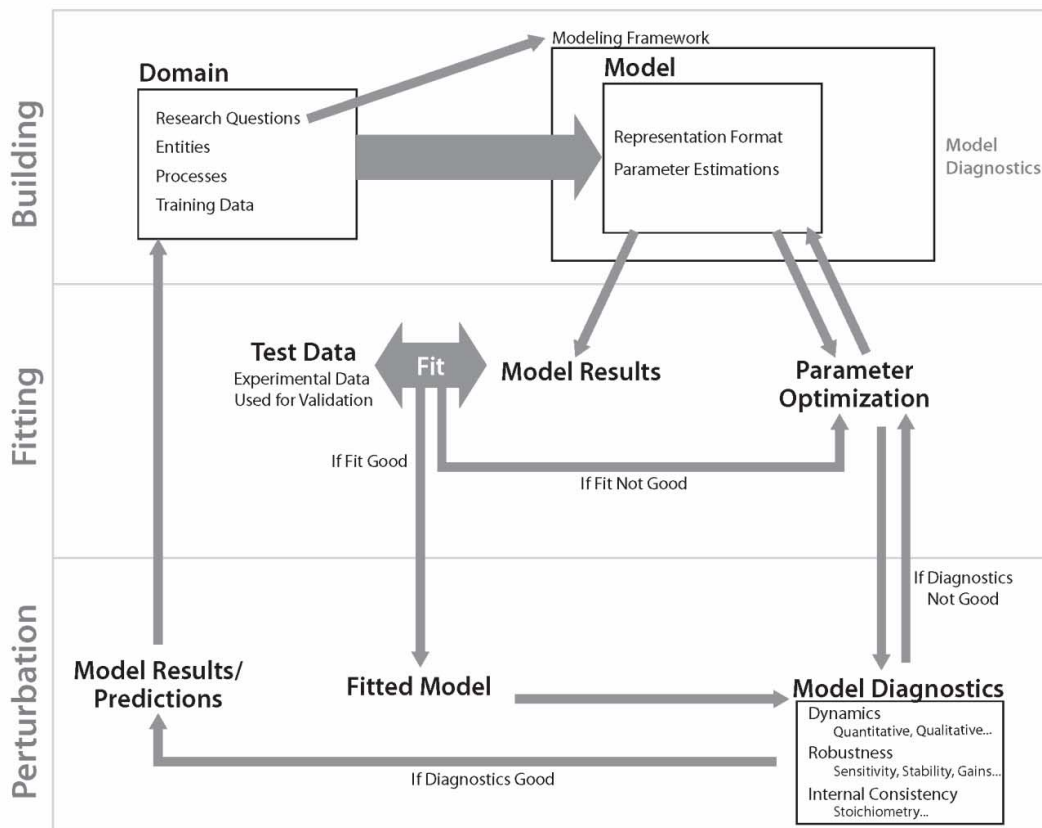 Building
Modeling Framework
Domain
Research Questions
Entities
Processes
Training Data
Model
Representation Format
Parameter Estimations
Model
Diagnostics
Fitting
Test Data
Experimental Data
Used for Validation
Fit
Model Results
Parameter
Optimization
If Fit Good
If Fit Not Good
Perturbation
If Diagnostics
Not Good
Model Results/
Predictions
Fitted Model
Model Diagnostics
Dynamics
Quantitative, Qualitative...
Robustness
Sensitivity, Stability, Gains...
Internal Consistency
Stoichiometry...
If Diagnostics Good